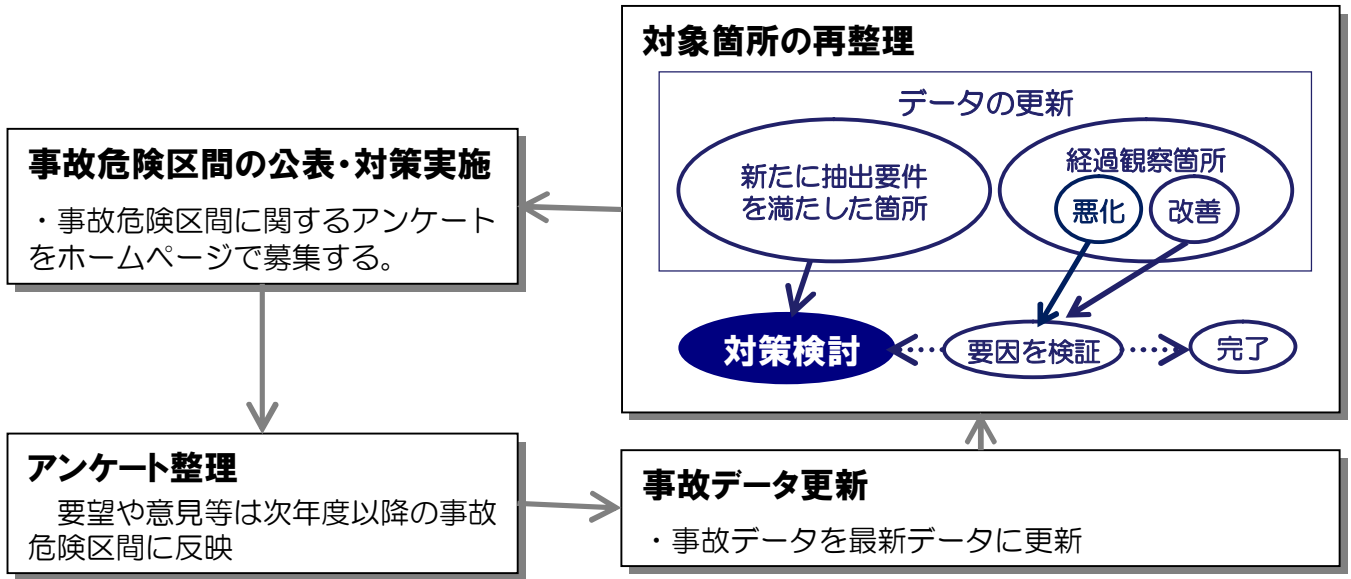 対象箇所の再整理
データの更新
新たに抽出要件
を満たした箇所
経過観察箇所
悪化
改善
対策検討
要因を検証
完了
事故危険区間の公表・対策実施
・事故危険区間に関するアンケート
をホームページで募集する。
アンケート整理
　要望や意見等は次年度以降の事故
危険区間に反映
事故データ更新
・事故データを最新データに更新